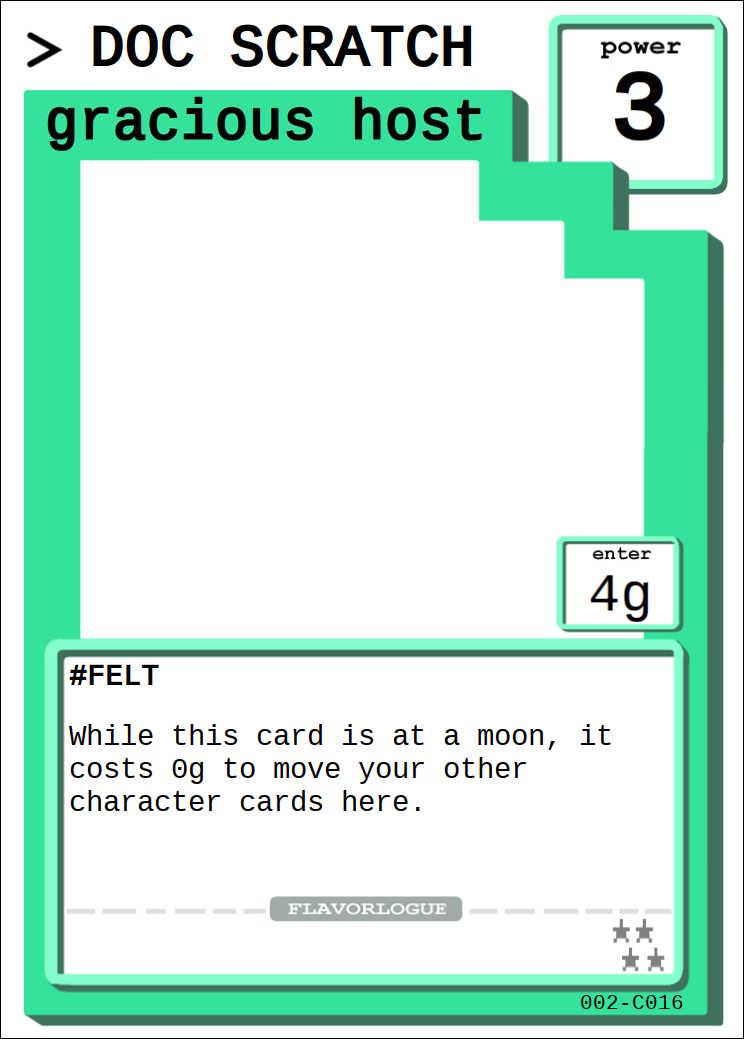 > DOC SCRATCH
power
3
gracious host
enter
4g
#FELT
While this card is at a moon, it
costs 0g to move your other
character cards here.
FLAVORLOGUE
002-C016